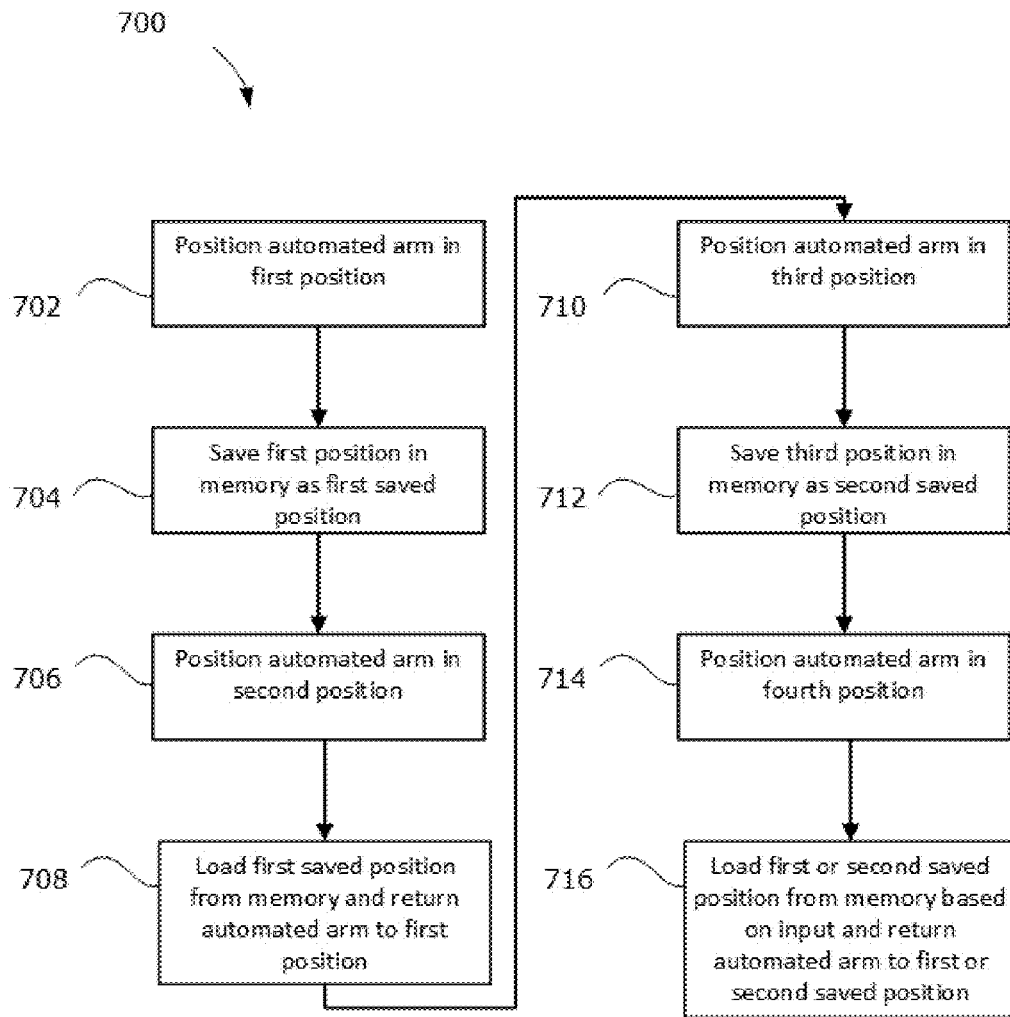 700
702
Position automated arm in
first position
704
Save first position in
memory as first saved
position
706
Position automated arm in
second position
708
Load first saved position
from memory and return
automated arm to first
position
710
Position automated arm in
third position
712
Save third position in
memory as second saved
position
714
Position automated arm in
fourth position
716
Load first or second saved
position from memory based
on input and return
automated arm to first or
second saved position